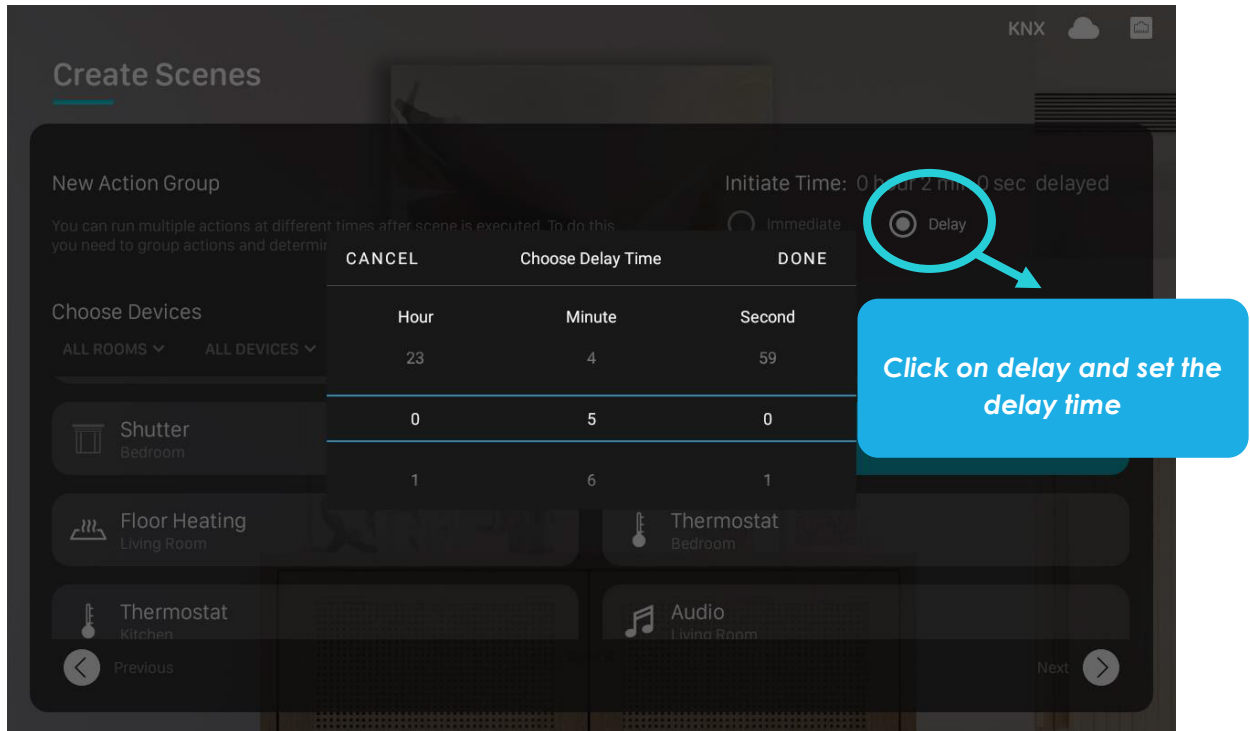 KNX
Create Scenes
New Action Group
Initiate Time: 0 hour 2 min 0 sec delayed
You can run multiple actions at different times after scene is executed. To do this
you need to group actions and
Immediate
Delay
CANCEL
Choose Delay Time
DONE
Choose Devices
ALL ROOMS
ALL DEVICES
Hour
Minute
Second
23
4
59
0
5
0
1
6
1
Click on delay and set the
delay time
Shutter
Bedroom
Floor Heating
Living Room
Thermostat
Bedroom
Thermostat
Kitchen
Audio
Living Room
Previous
Next